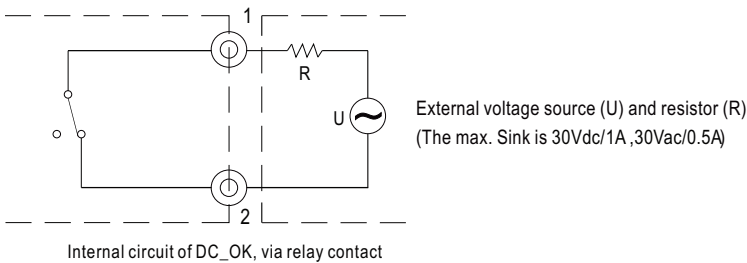 1
R
U
External voltage source (U) and resistor (R)
(The max. Sink is 30Vdc/1A ,30Vac/0.5A)
2
Internal circuit of DC_OK, via relay contact